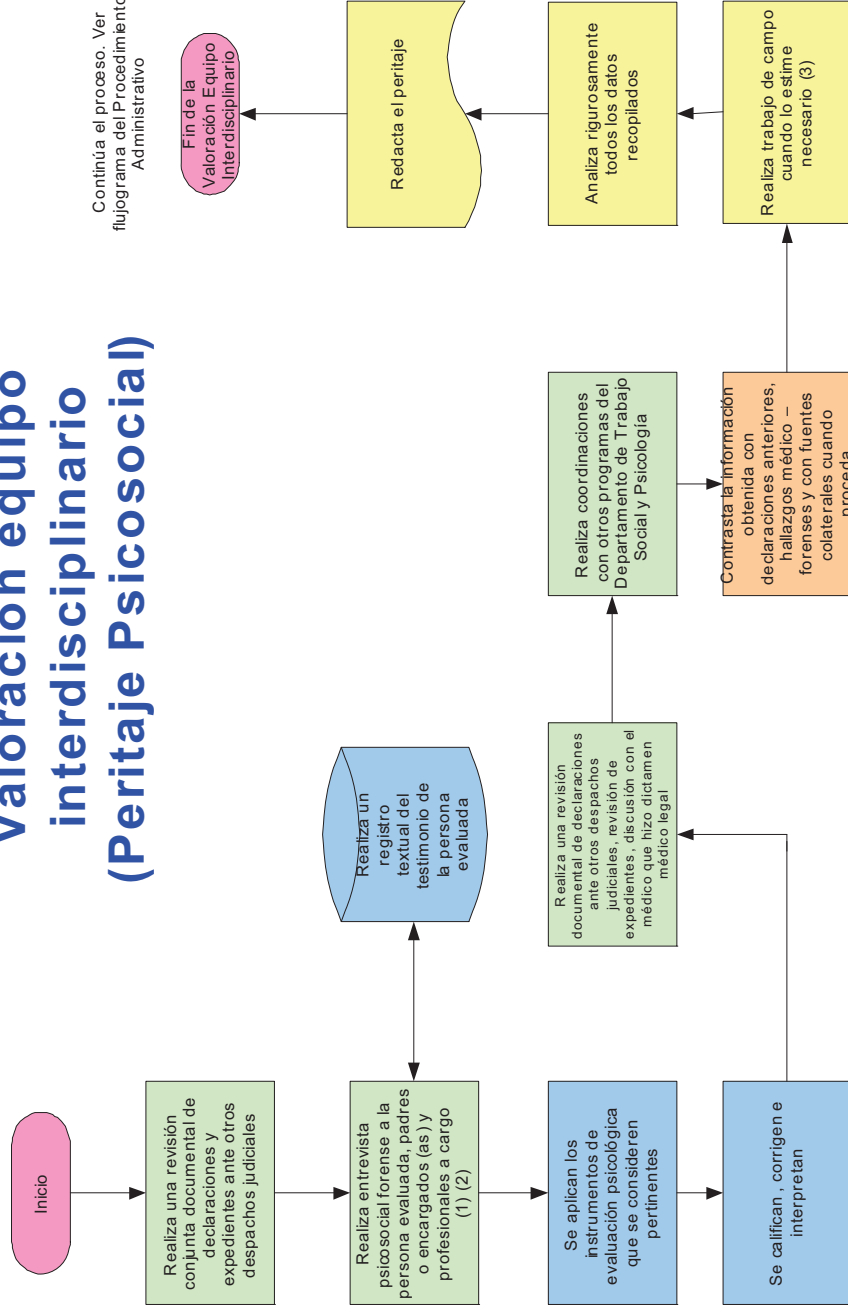 Valoración equipo
interdisciplinario
(Peritaje Psicosocial)
Inicio
Realiza una revisión
conjunta documental de
declaraciones y
expedientes ante otros
despachos judiciales
Realiza entrevista
psicosocial forense a la
persona evaluada, padres
o encargados (as) y
profesionales a cargo
(1) (2)
Realiza un
registro
textual del
testimonio de
la persona
evaluada
Se aplican los
instrumentos de
evaluación psicológica
que se consideren
pertinentes
Se califican, corrigen e
interpretan
Realiza una revisión
documental de declaraciones
ante otros despachos
judiciales, revisión de
expedientes, discusión con el
médico que hizo dictamen
médico legal
Realiza coordinaciones
con otros programas del
Departamento de Trabajo
Social y Psicología
Contrasta la información
obtenida con
declaraciones anteriores,
hallazgos médico –
forenses y con fuentes
colaterales cuando
proceda
Realiza trabajo de campo
cuando lo estime
necesario (3)
Analiza rigurosamente
todos los datos
recopilados
Redacta el peritaje
Fin de la
Valoración Equipo
Interdisciplinario
Continúa el proceso. Ver
flujograma del Procedimiento
Administrativo